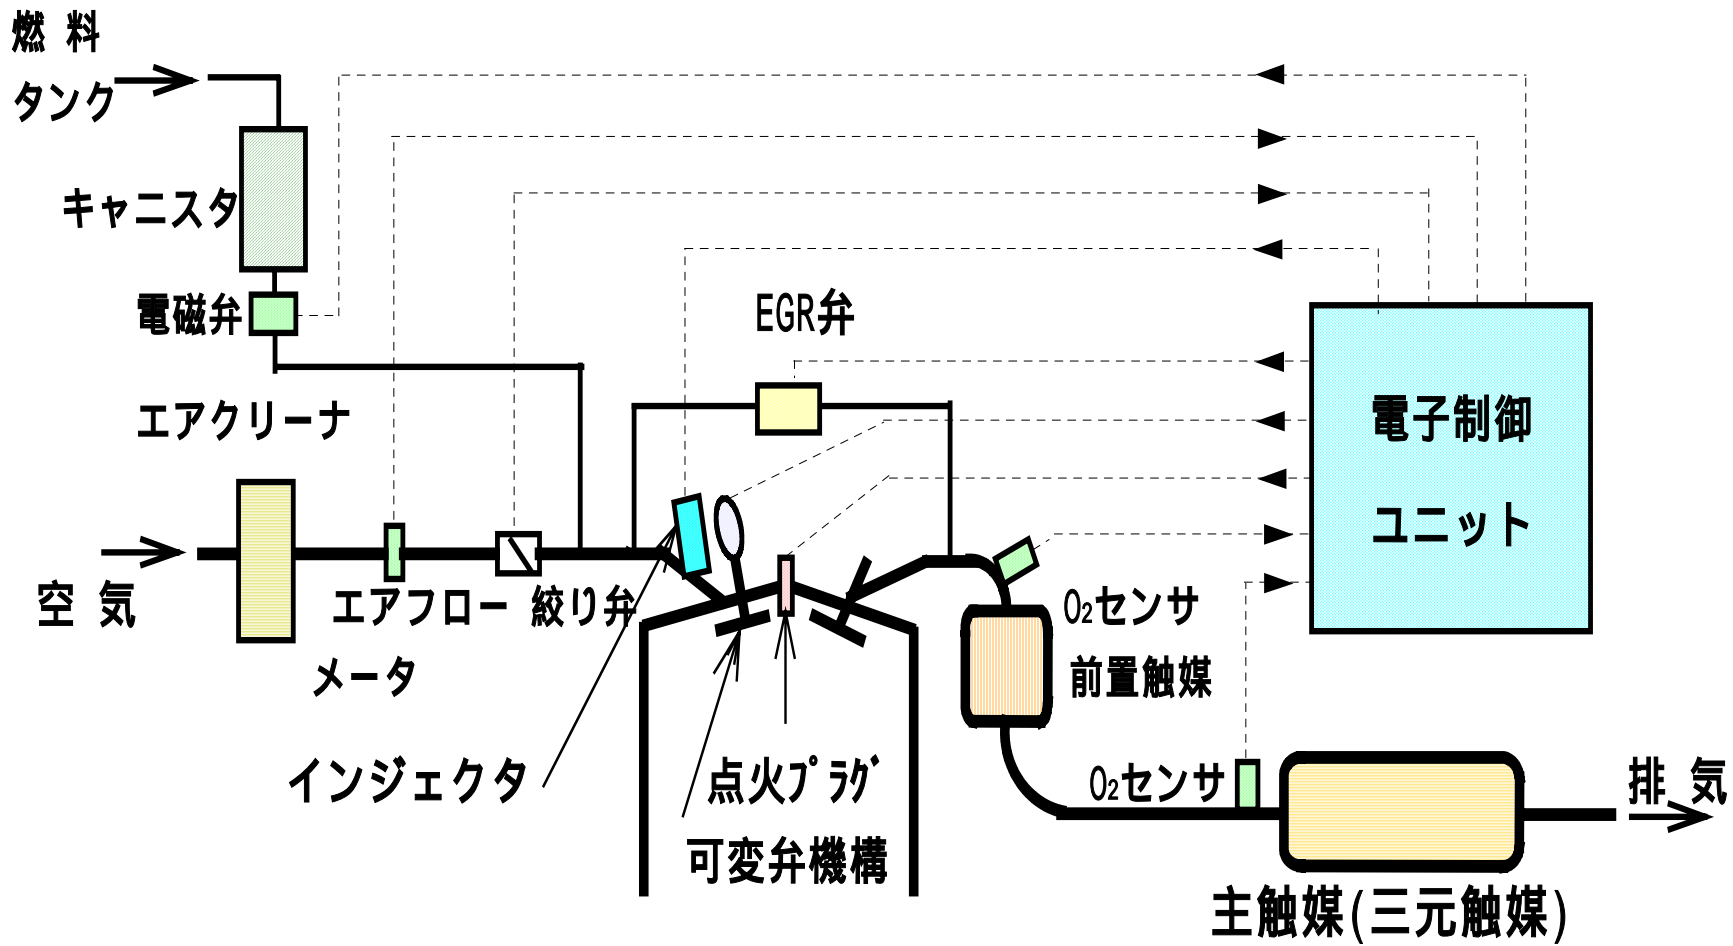 燃 料
タンク
キャニスタ
電磁弁
EGR弁
エアクリーナ
電子制御
ユニット
空 気
エアフロー
メータ
絞り弁
O₂センサ
前置触媒
インジェクタ
点火プラグ
可変弁機構
O₂センサ
排 気
主触媒(三元触媒)